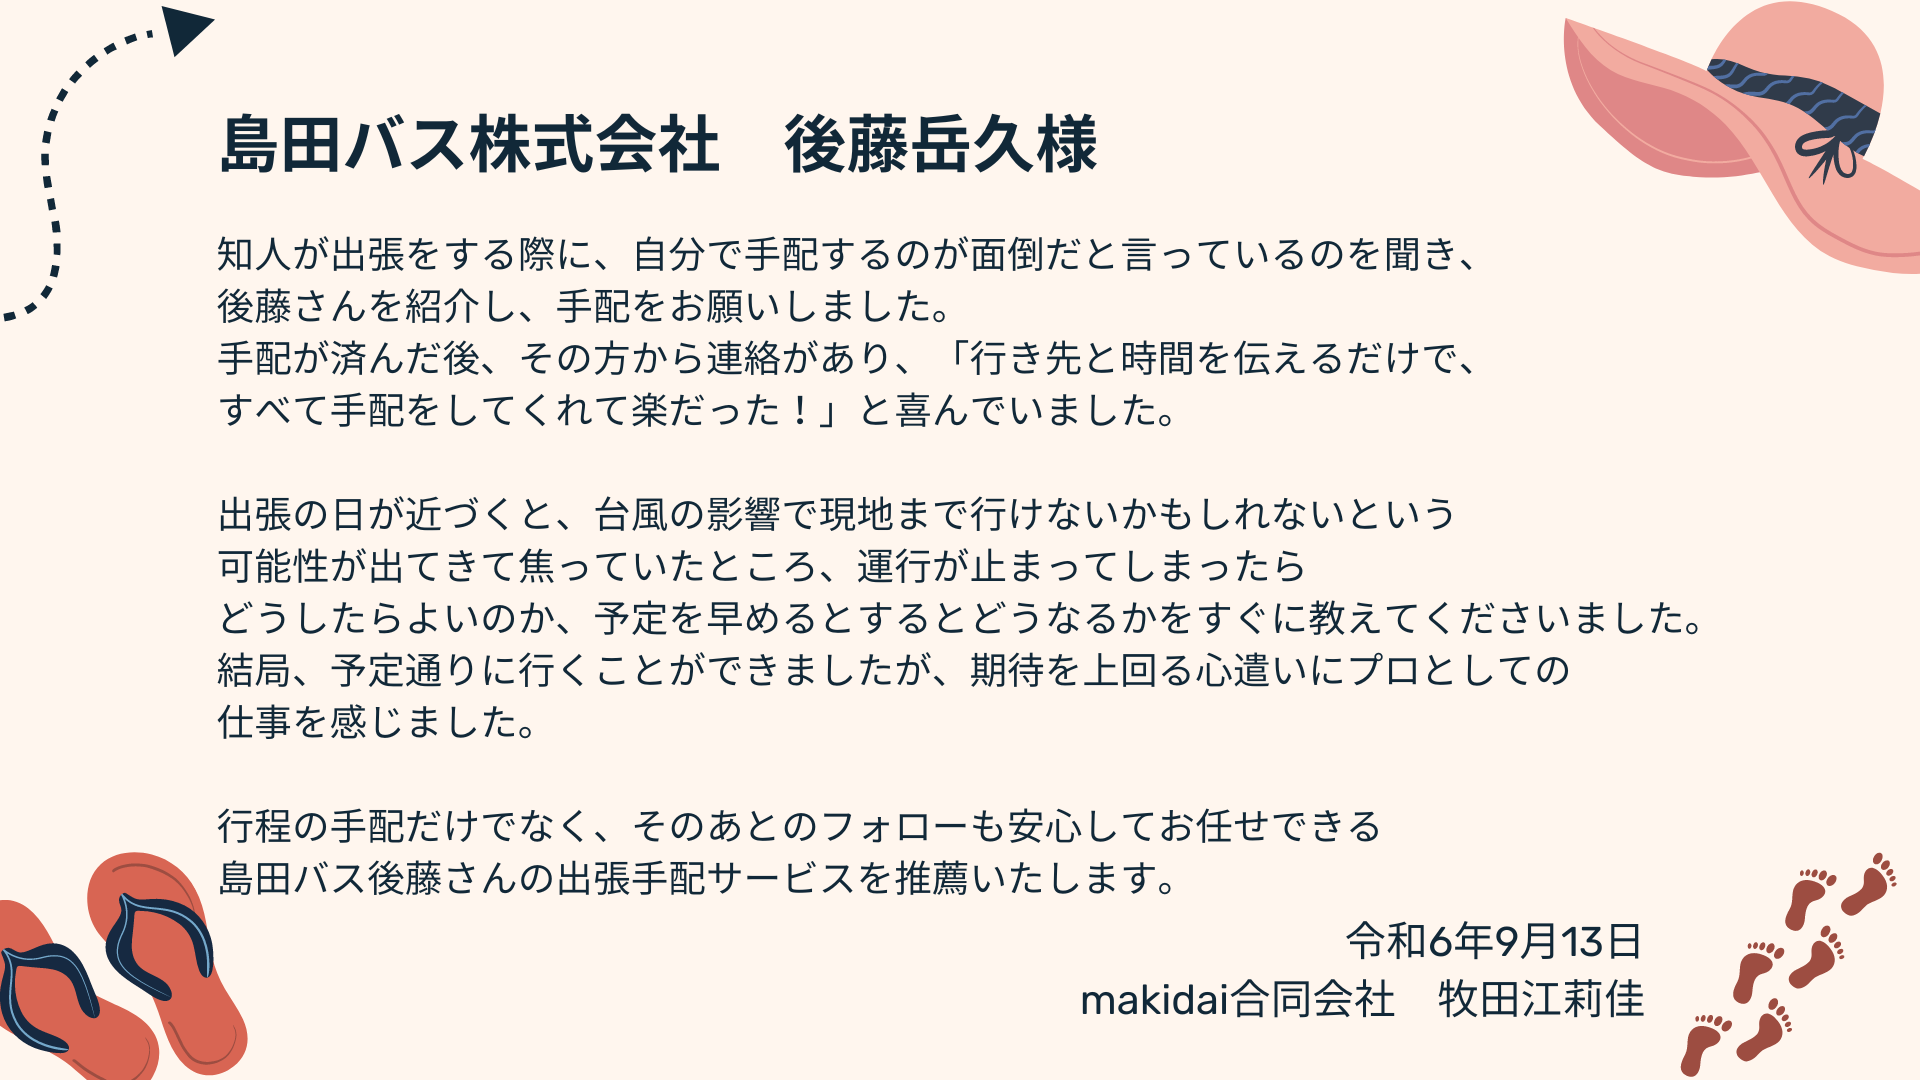 島田バス株式会社　後藤岳久様
知人が出張をする際に、自分で手配するのが面倒だと言っているのを聞き、
後藤さんを紹介し、手配をお願いしました。
手配が済んだ後、その方から連絡があり、「行き先と時間を伝えるだけで、
すべて手配をしてくれて楽だった！」と喜んでいました。
出張の日が近づくと、台風の影響で現地まで行けないかもしれないという
可能性が出てきて焦っていたところ、運行が止まってしまったら
どうしたらよいのか、予定を早めるとするとどうなるかをすぐに教えてくださいました。
結局、予定通りに行くことができましたが、期待を上回る心遣いにプロとしての
仕事を感じました。
行程の手配だけでなく、そのあとのフォローも安心してお任せできる
島田バス後藤さんの出張手配サービスを推薦いたします。
令和6年9月13日
makidai合同会社　牧田江莉佳